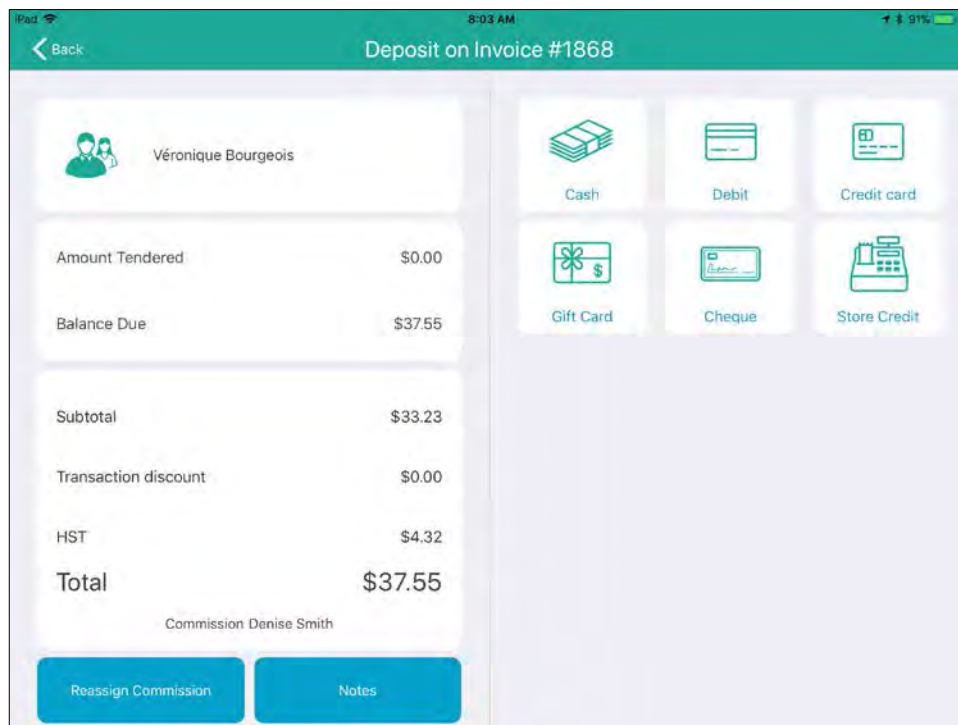 iPad 8:03 AM 91%
Back Deposit on Invoice #1868
Véronique Bourgeois
Amount Tendered $0.00
Balance Due $37.55
Subtotal $33.23
Transaction discount $0.00
HST $4.32
Total $37.55
Commission Denise Smith
Reassign Commission Notes
Cash Debit Credit card
$
Gift Card Cheque Store Credit